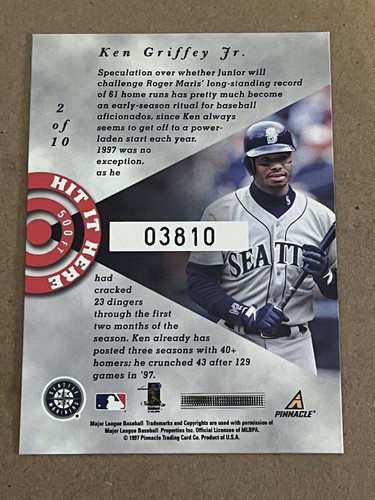 Ken Griffey Jr.
2
of
10
Speculation over whether Junior will
challenge Roger Maris' long-standing record
of 61 home runs has pretty much become
an early-season ritual for baseball
aficionados, since Ken always
seems to get off to a power-
laden start each year.
1997 was no
exception,
as he
HIT IT HERE
500 FT
03810
SEATT
had
cracked
23 dingers
through the first
two months of the
season. Ken already has
posted three seasons with 40+
homers; he crunched 43 after 129
games in '97.
PINNACLE
Major League Baseball Trademarks and Copyrights are used with permission of
Major League Baseball Properties Inc. Official Licensee of MLBPA.
© 1997 Pinnacle Trading Card Co. Product of U.S.A.